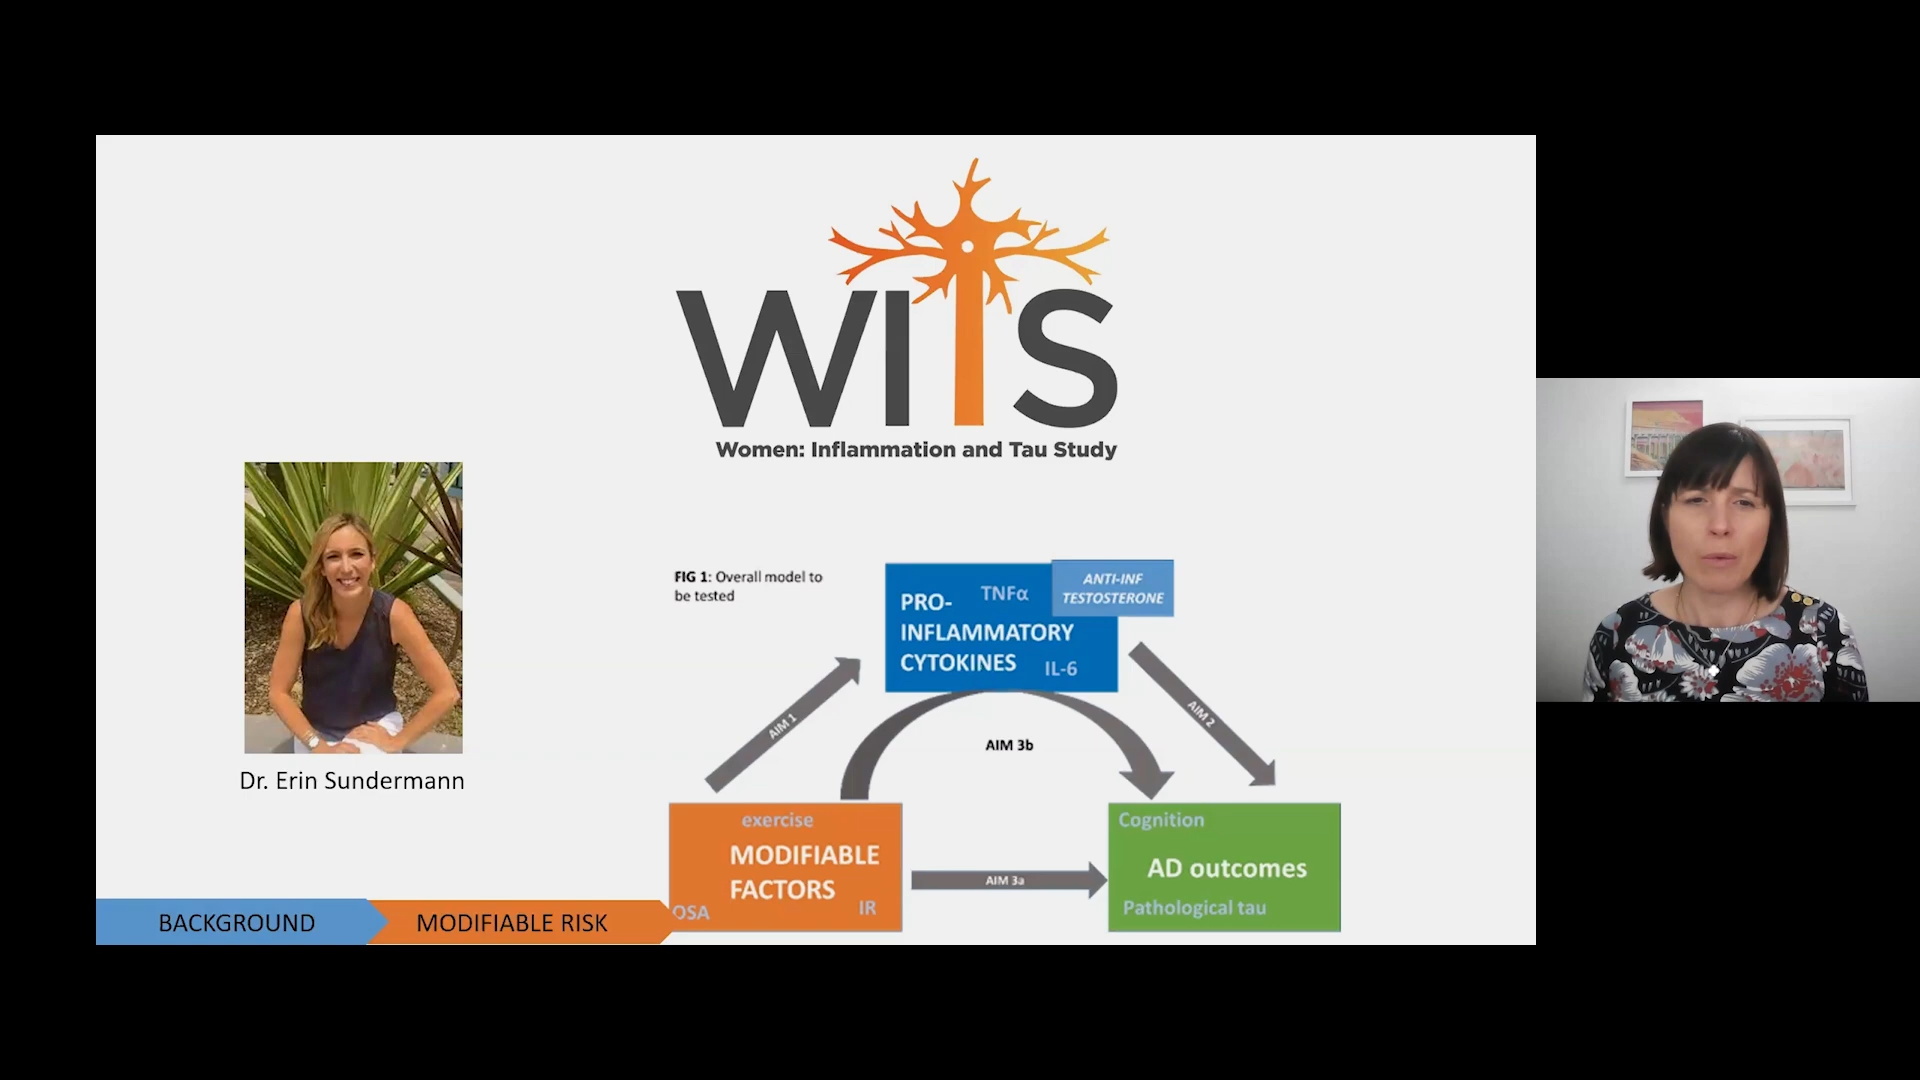 WITS
Women: Inflammation and Tau Study
Dr. Erin Sundermann
FIG 1: Overall model to
be tested
PRO-
INFLAMMATORY
CYTOKINES
TNFα
IL-6
ANTI-INF
TESTOSTERONE
AIM 1
AIM 2
AIM 3b
AIM 3a
exercise
MODIFIABLE
FACTORS
OSA
IR
Cognition
AD outcomes
Pathological tau
BACKGROUND
MODIFIABLE RISK